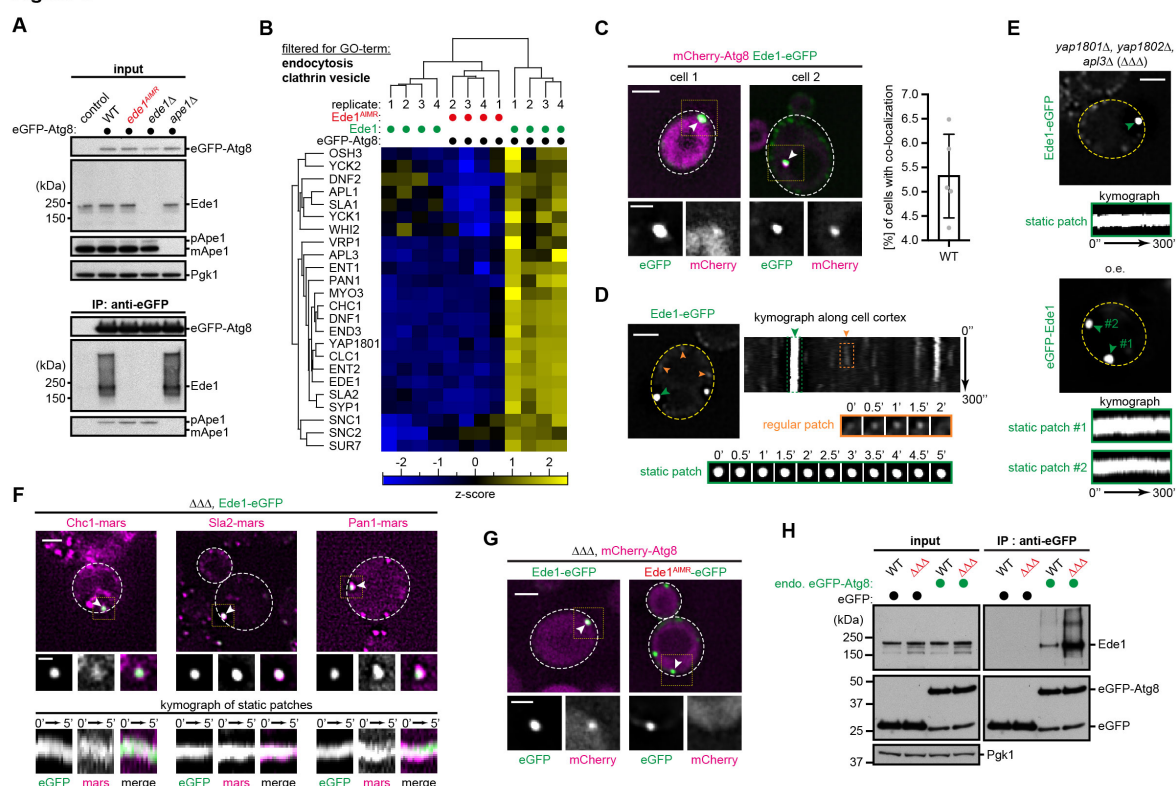 A
input
control
WT
ede1AIMR
ede1Δ
ape1Δ
eGFP-Atg8:
eGFP-Atg8
(kDa)
250
150
Ede1
pApe1
mApe1
Pgk1
IP: anti-eGFP
eGFP-Atg8
250
150
Ede1
pApe1
mApe1
B
filtered for GO-term:
endocytosis
clathrin vesicle
replicate: 1 2 3 4 2 3 4 1 1 2 3 4
Ede1AIMR:
Ede1:
eGFP-Atg8:
OSH3
YCK2
DNF2
APL1
SLA1
YCK1
WHI2
VRP1
APL3
ENT1
PAN1
MYO3
CHC1
DNF1
END3
YAP1801
CLC1
ENT2
EDE1
SLA2
SYP1
SNC1
SNC2
SUR7
-2 -1 0 1 2
z-score
C
mCherry-Atg8 Ede1-eGFP
cell 1 cell 2
eGFP mCherry eGFP mCherry
[%] of cells with co-localization
7.0
6.5
6.0
5.5
5.0
4.5
4.0
WT
D
Ede1-eGFP
kymograph along cell cortex
0''
300''
0' 0.5' 1' 1.5' 2'
regular patch
0' 0.5' 1' 1.5' 2' 2.5' 3' 3.5' 4' 4.5' 5'
static patch
E
yap1801Δ, yap1802Δ,
apl3Δ (ΔΔΔ)
Ede1-eGFP
kymograph
static patch
0'' 300''
o.e.
eGFP-Ede1
#2
#1
kymograph
static patch #1
static patch #2
0'' 300''
F
ΔΔΔ, Ede1-eGFP
Chc1-mars Sla2-mars Pan1-mars
kymograph of static patches
0' 5' 0' 5' 0' 5' 0' 5' 0' 5' 0' 5' 0' 5' 0' 5' 0' 5'
eGFP mars merge eGFP mars merge eGFP mars merge
G
ΔΔΔ, mCherry-Atg8
Ede1-eGFP Ede1AIMR-eGFP
eGFP mCherry eGFP mCherry
H
input IP : anti-eGFP
WT ΔΔΔ WT ΔΔΔ WT ΔΔΔ WT ΔΔΔ
endo. eGFP-Atg8:
eGFP:
(kDa)
250
150
Ede1
50
37
25
eGFP-Atg8
eGFP
37
Pgk1